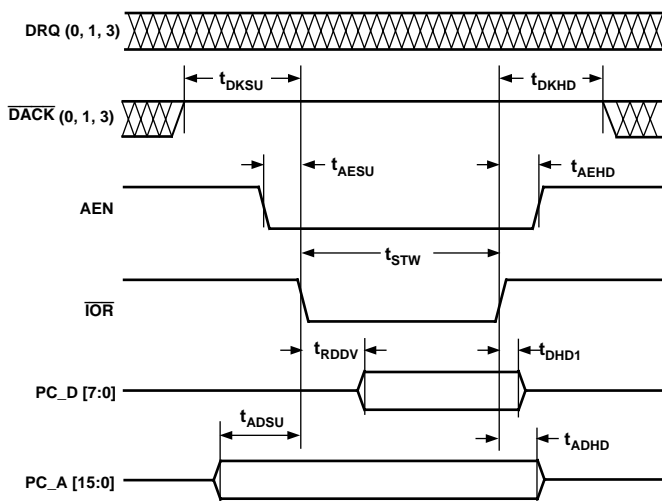 DRQ (0, 1, 3)
tDKSU
tDKHD
DACK (0, 1, 3)
tAESU
tAEHD
AEN
tSTW
IOR
tRDDV
tDHD1
PC_D [7:0]
tADSU
tADHD
PC_A [15:0]